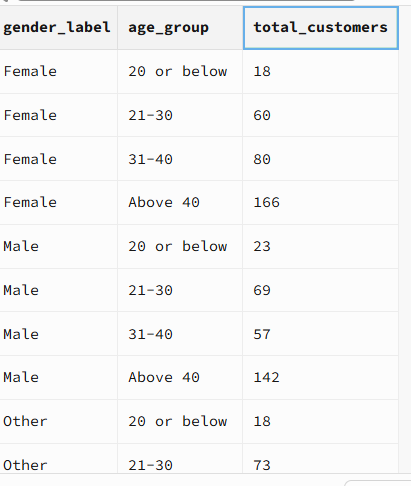 gender_label age_group total_customers
Female 20 or below 18
Female 21-30 60
Female 31-40 80
Female Above 40 166
Male 20 or below 23
Male 21-30 69
Male 31-40 57
Male Above 40 142
Other 20 or below 18
Other 21-30 73